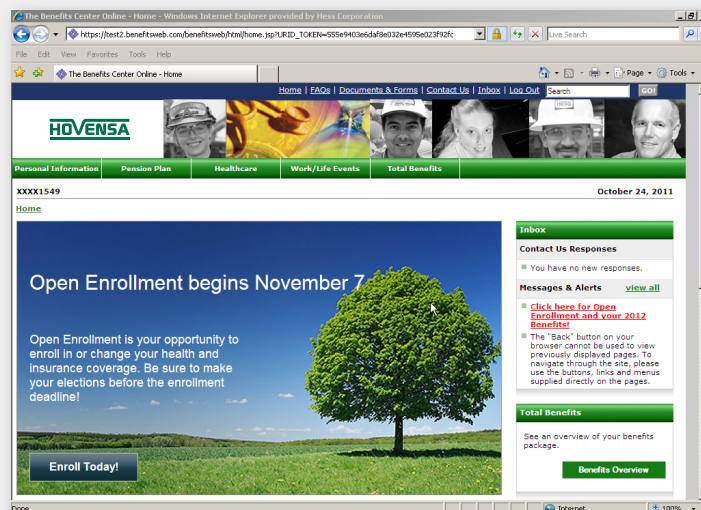 The Benefits Center Online - Home - Windows Internet Explorer provided by Hess Corporation
https://test2.benefitsweb.com/benefitsweb/html/home.jsp?URID_TOKEN=555e9403e6daf8e032e4595e023f92fc
Live Search
File Edit View Favorites Tools Help
The Benefits Center Online - Home
Page Tools
Home | FAQs | Documents & Forms | Contact Us | Inbox | Log Out Search GO!
HOVENSA
HESS
Personal Information Pension Plan Healthcare Work/Life Events Total Benefits
XXXX1549 October 24, 2011
Home
Open Enrollment begins November 7
Open Enrollment is your opportunity to
enroll in or change your health and
insurance coverage. Be sure to make
your elections before the enrollment
deadline!
Enroll Today!
Inbox
Contact Us Responses
You have no new responses.
Messages & Alerts view all
Click here for Open
Enrollment and your 2012
Benefits!
The "Back" button on your
browser cannot be used to view
previously displayed pages. To
navigate through the site, please
use the buttons, links and menus
supplied directly on the pages.
Total Benefits
See an overview of your benefits
package.
Benefits Overview
Done Internet 100%